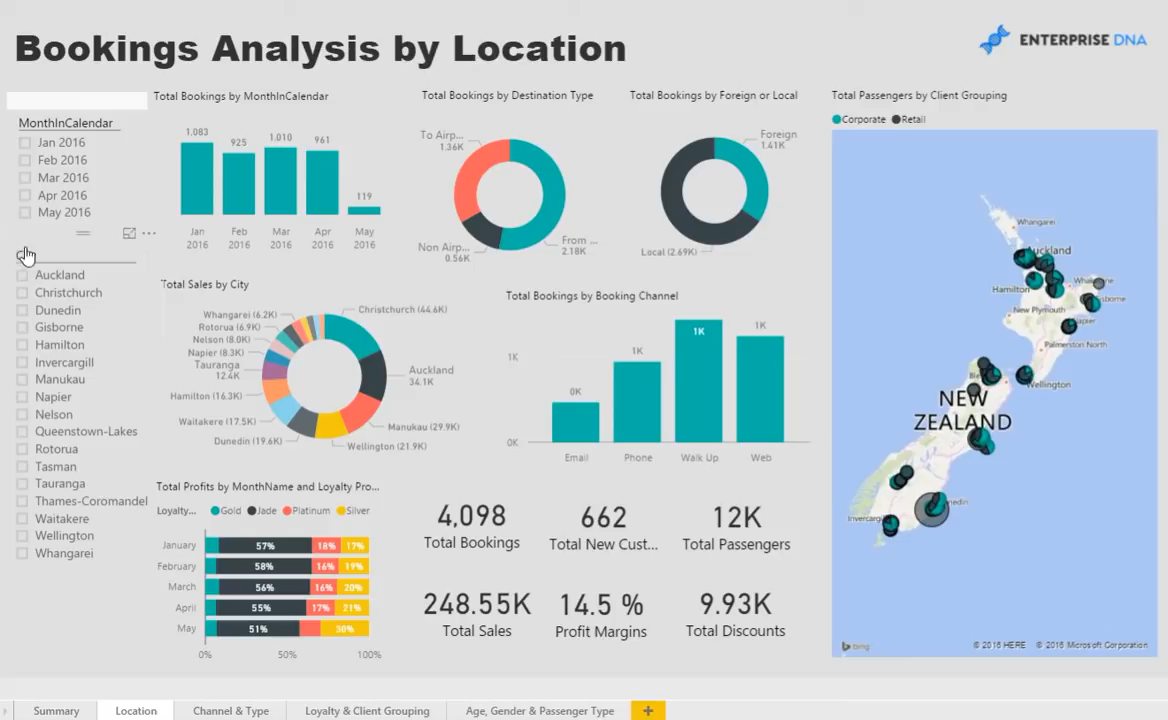 Bookings Analysis by Location
ENTERPRISE DNA
MonthInCalendar
Jan 2016
Feb 2016
Mar 2016
Apr 2016
May 2016
Auckland
Christchurch
Dunedin
Gisborne
Hamilton
Invercargill
Manukau
Napier
Nelson
Queenstown-Lakes
Rotorua
Tasman
Tauranga
Thames-Coromandel
Waitakere
Wellington
Whangarei
Total Bookings by MonthInCalendar
1,083
925
1,010
961
119
Jan 2016
Feb 2016
Mar 2016
Apr 2016
May 2016
Total Bookings by Destination Type
To Airp...
1.36K
Non Airp...
0.56K
From ...
2.18K
Total Bookings by Foreign or Local
Foreign
1.41K
Local (2.69K)
Total Sales by City
Christchurch (44.6K)
Auckland
34.1K
Manukau (29.9K)
Wellington (21.9K)
Dunedin (19.6K)
Waitakere (17.5K)
Hamilton (16.3K)
Tauranga
12.4K
Napier (8.3K)
Nelson (8.0K)
Rotorua (6.9K)
Whangarei (6.2K)
Total Bookings by Booking Channel
1K
0K
0K
1K
1K
1K
Email
Phone
Walk Up
Web
Total Profits by MonthName and Loyalty Pro...
Loyalty... Gold Jade Platinum Silver
January 57% 18% 17%
February 58% 16% 19%
March 56% 16% 20%
April 55% 17% 21%
May 51% 30%
0% 50% 100%
4,098
Total Bookings
662
Total New Cust...
12K
Total Passengers
248.55K
Total Sales
14.5 %
Profit Margins
9.93K
Total Discounts
Total Passengers by Client Grouping
Corporate Retail
Whangarei
Auckland
Hamilton
New Plymouth
Palmerston North
Wellington
NEW
ZEALAND
bing
© 2016 HERE © 2016 Microsoft Corporation
Summary
Location
Channel & Type
Loyalty & Client Grouping
Age, Gender & Passenger Type
+